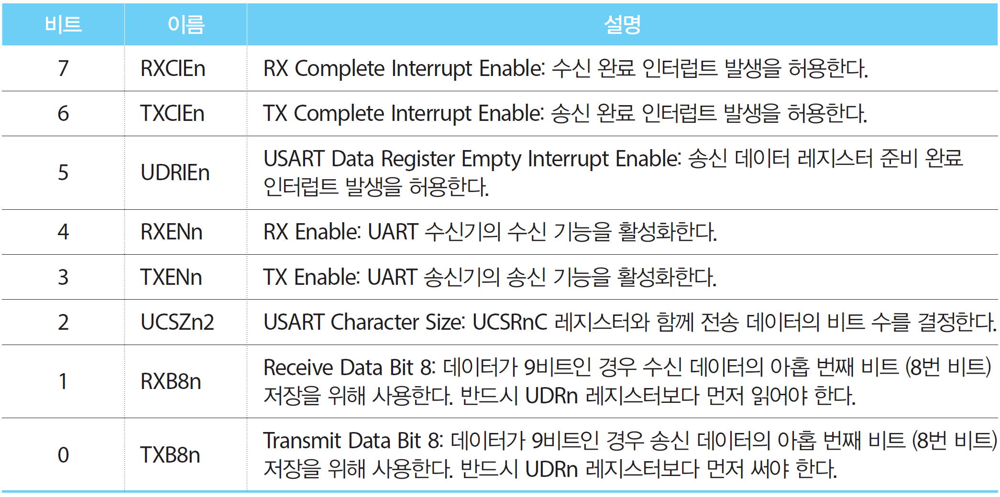 비트 이름 설명
7 RXCIEn RX Complete Interrupt Enable: 수신 완료 인터럽트 발생을 허용한다.
6 TXCIEn TX Complete Interrupt Enable: 송신 완료 인터럽트 발생을 허용한다.
5 UDRIEn USART Data Register Empty Interrupt Enable: 송신 데이터 레지스터 준비 완료
인터럽트 발생을 허용한다.
4 RXENn RX Enable: UART 수신기의 수신 기능을 활성화한다.
3 TXENn TX Enable: UART 송신기의 송신 기능을 활성화한다.
2 UCSZn2 USART Character Size: UCSRnC 레지스터와 함께 전송 데이터의 비트 수를 결정한다.
1 RXB8n Receive Data Bit 8: 데이터가 9비트인 경우 수신 데이터의 아홉 번째 비트 (8번 비트)
저장을 위해 사용한다. 반드시 UDRn 레지스터보다 먼저 읽어야 한다.
0 TXB8n Transmit Data Bit 8: 데이터가 9비트인 경우 송신 데이터의 아홉 번째 비트 (8번 비트)
저장을 위해 사용한다. 반드시 UDRn 레지스터보다 먼저 써야 한다.